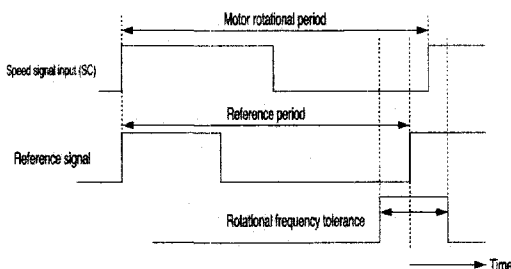 Motor rotational period
Speed signal input (SC)
Reference period
Reference signal
Rotational frequency tolerance
Time